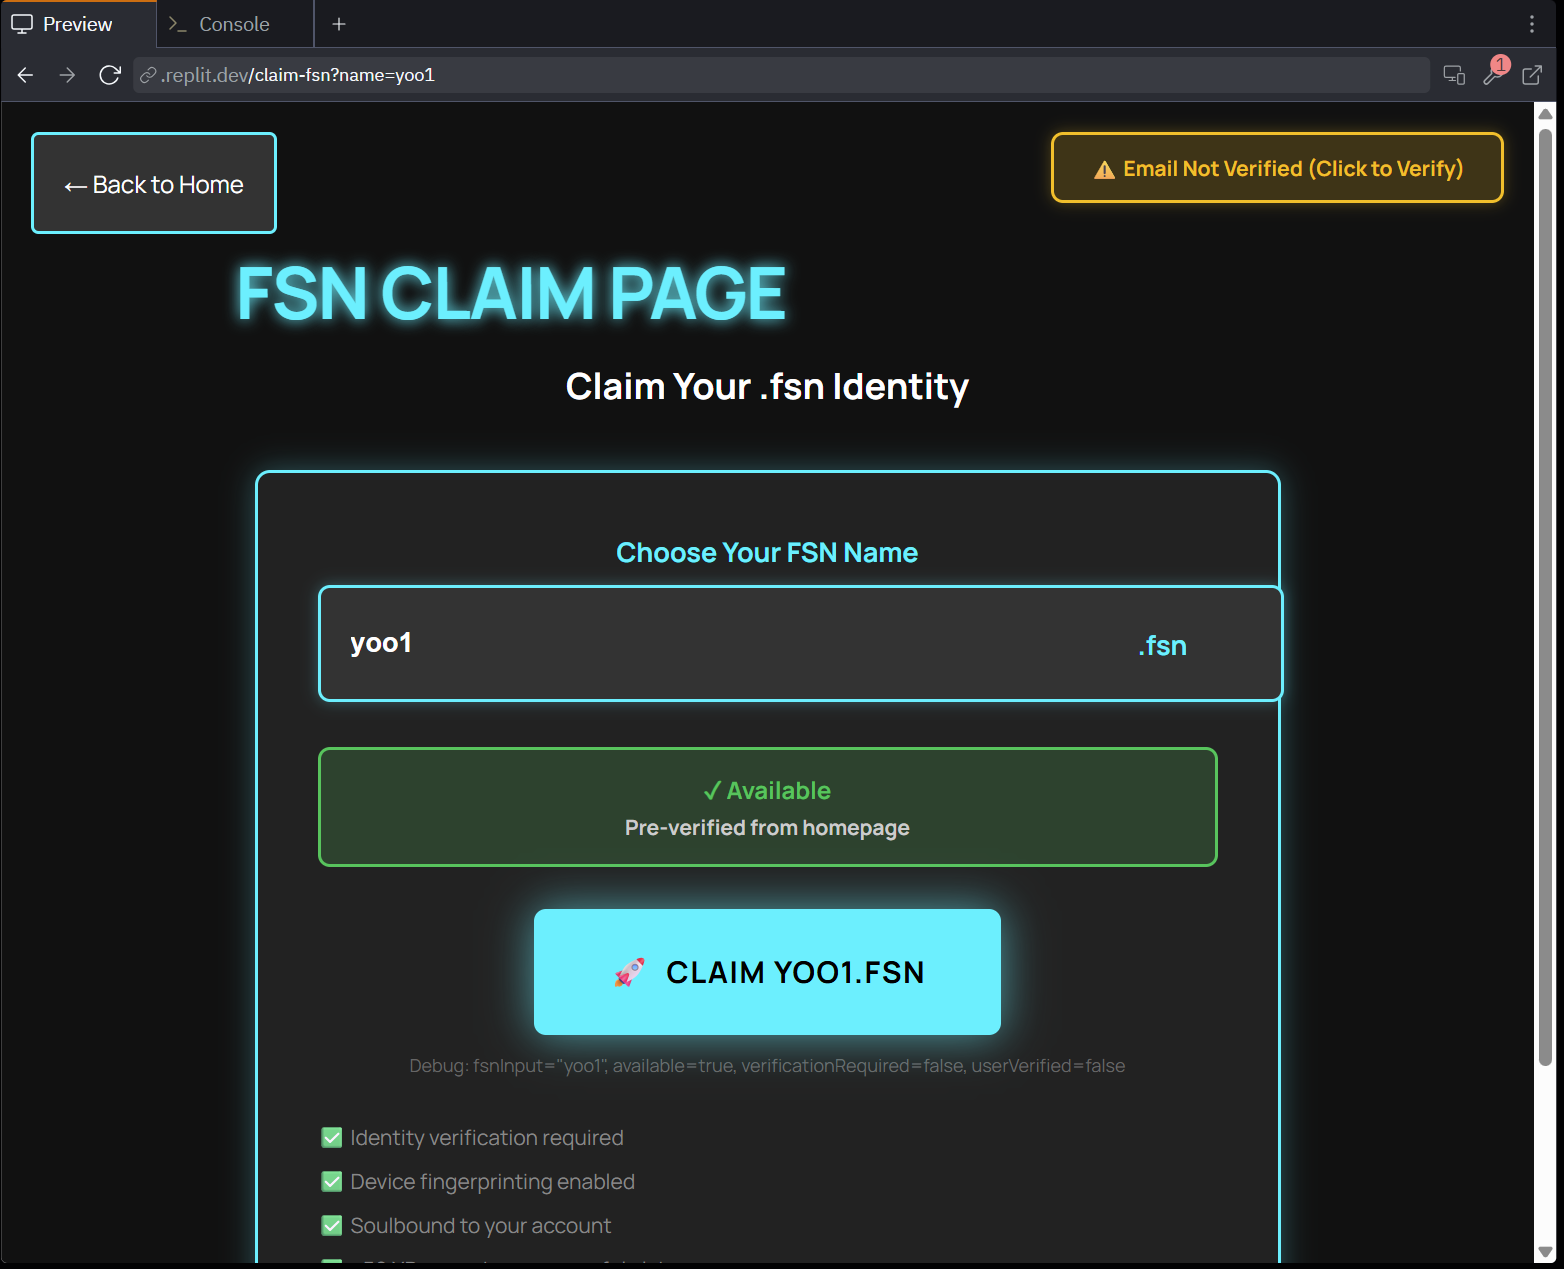 Preview
Console
.replit.dev/claim-fsn?name=yoo1
1
← Back to Home
⚠ Email Not Verified (Click to Verify)
FSN CLAIM PAGE
Claim Your .fsn Identity
Choose Your FSN Name
yoo1 .fsn
✓ Available
Pre-verified from homepage
🚀 CLAIM YOO1.FSN
Debug: fsnInput="yoo1", available=true, verificationRequired=false, userVerified=false
✅ Identity verification required
✅ Device fingerprinting enabled
✅ Soulbound to your account